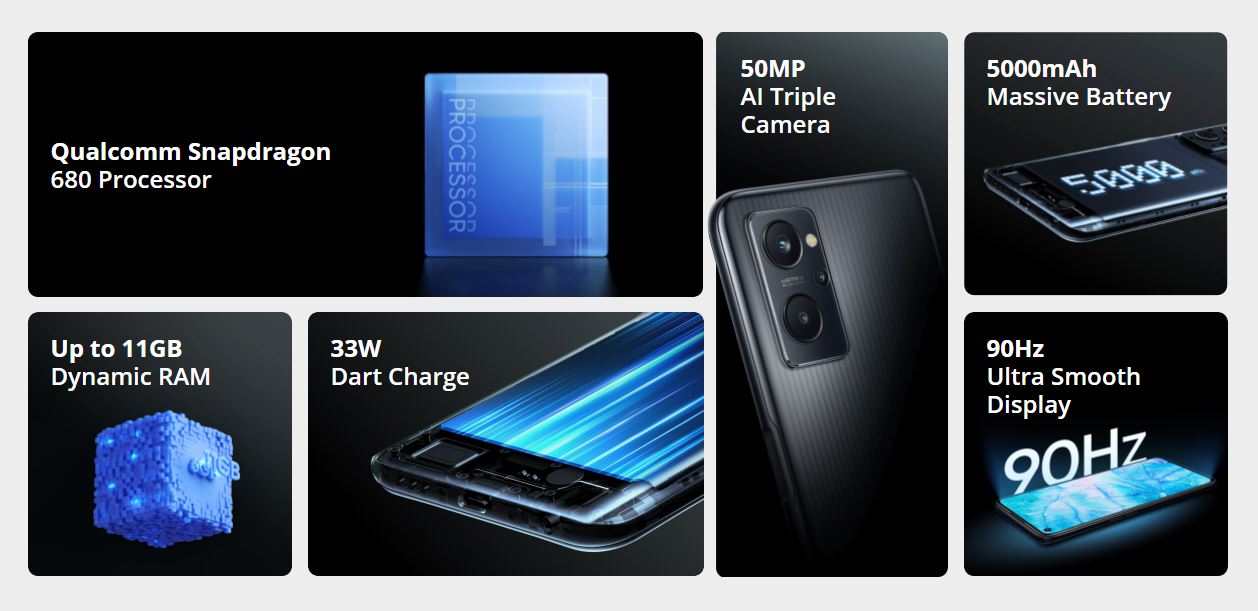 Qualcomm Snapdragon
680 Processor
PROCESSOR
50MP
AI Triple
Camera
5000mAh
Massive Battery
5000
Up to 11GB
Dynamic RAM
33W
Dart Charge
90Hz
Ultra Smooth
Display
90Hz